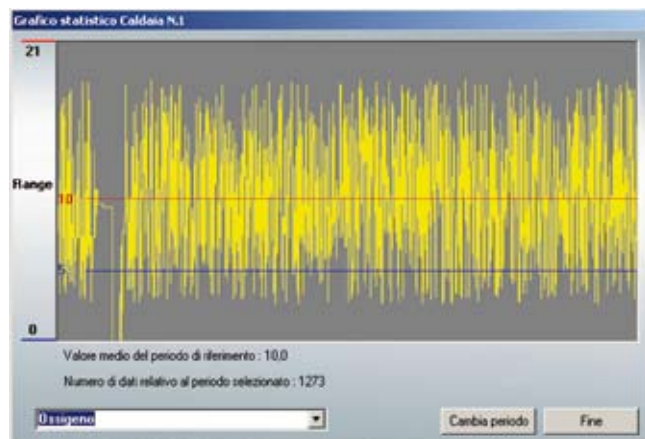 Grafico statistico Caldaia N.1
21
Range
10
5
0
Valore medio del periodo di riferimento : 10,0
Numero di dati relativo al periodo selezionato : 1273
Ossigeno
Cambia periodo
Fine